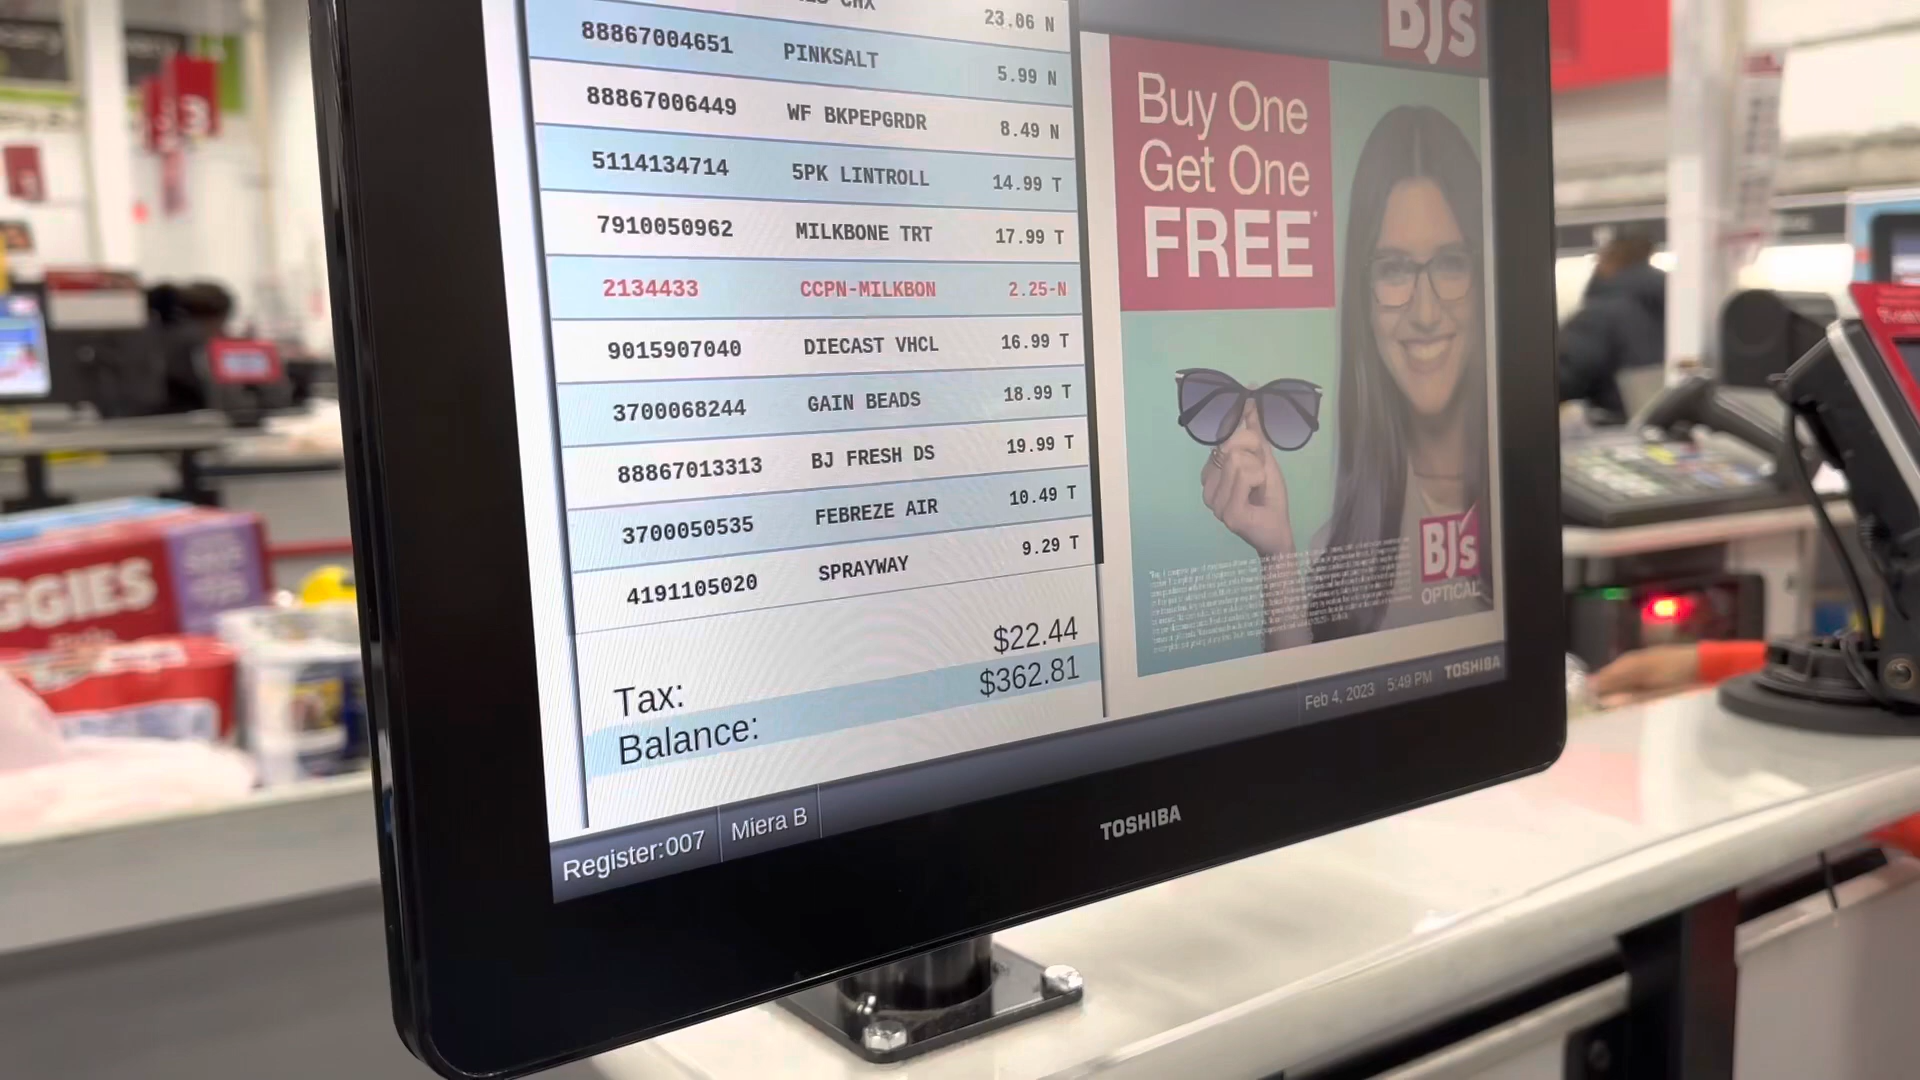 CHX 23.06 N
88867004651 PINKSALT 5.99 N
88867006449 WF BKPEPGRDR 8.49 N
5114134714 5PK LINTROLL 14.99 T
7910050962 MILKBONE TRT 17.99 T
2134433 CCPN-MILKBON 2.25-N
9015907040 DIECAST VHCL 16.99 T
3700068244 GAIN BEADS 18.99 T
88867013313 BJ FRESH DS 19.99 T
3700050535 FEBREZE AIR 10.49 T
4191105020 SPRAYWAY 9.29 T
Tax: $22.44
Balance: $362.81
Register:007 Miera B
BJ's
Buy One
Get One
FREE*
BJ's
OPTICAL
Feb 4, 2023 5:49 PM TOSHIBA
TOSHIBA
GGIES
3